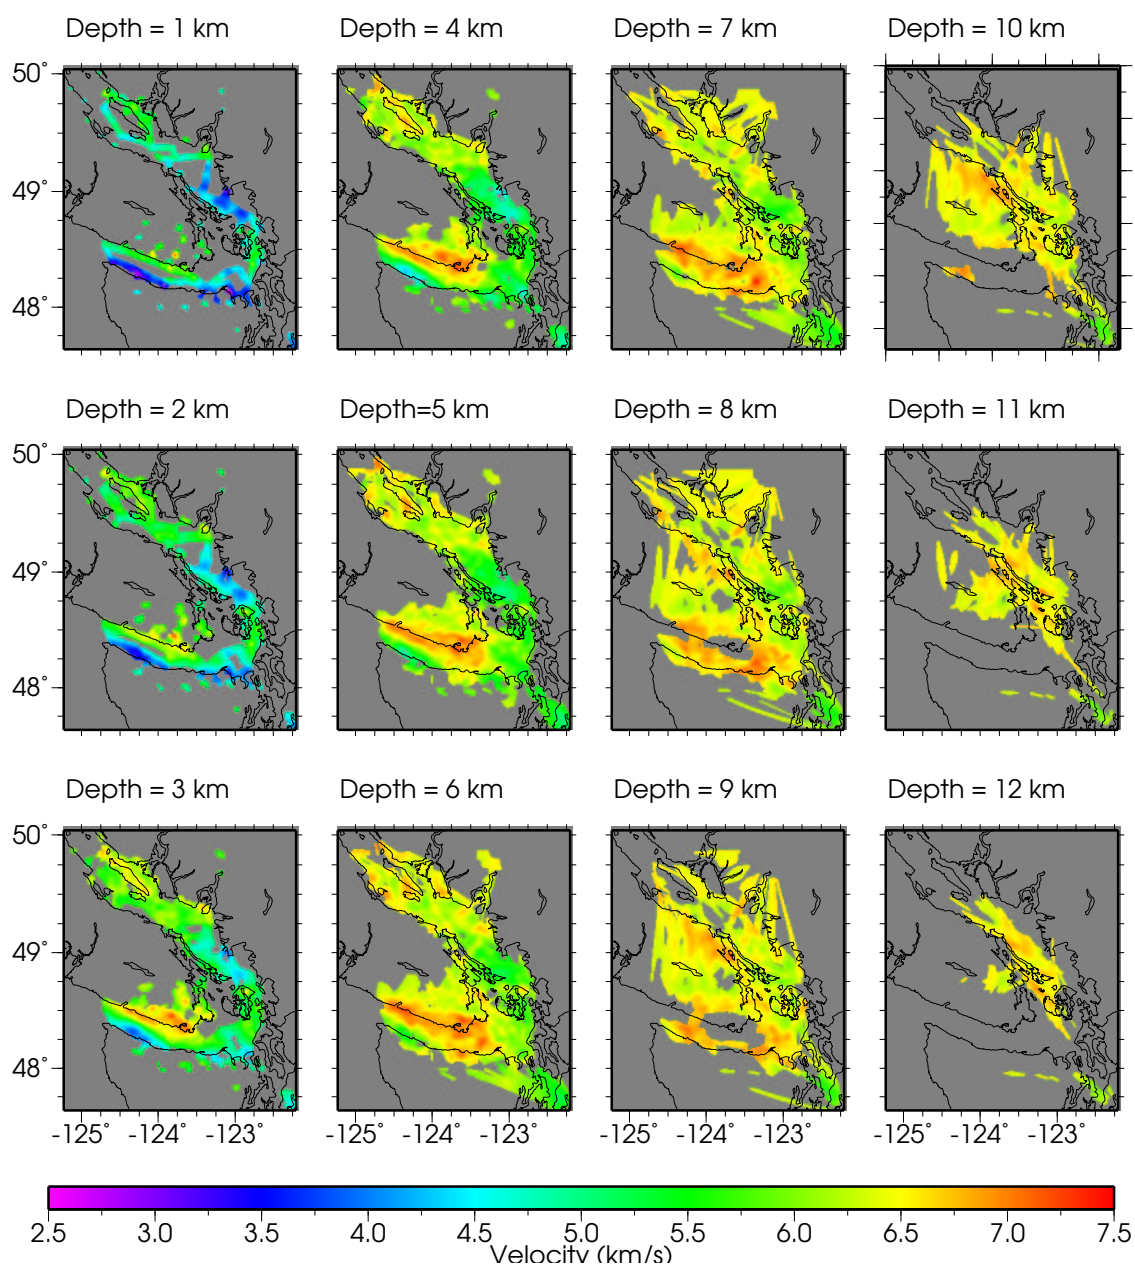 Depth = 1 km Depth = 4 km Depth = 7 km Depth = 10 km
50°
49°
48°
Depth = 2 km Depth=5 km Depth = 8 km Depth = 11 km
50°
49°
48°
Depth = 3 km Depth = 6 km Depth = 9 km Depth = 12 km
50°
49°
48°
-125° -124° -123° -125° -124° -123° -125° -124° -123° -125° -124° -123°
2.5 3.0 3.5 4.0 4.5 5.0 5.5 6.0 6.5 7.0 7.5
Velocity (km/s)